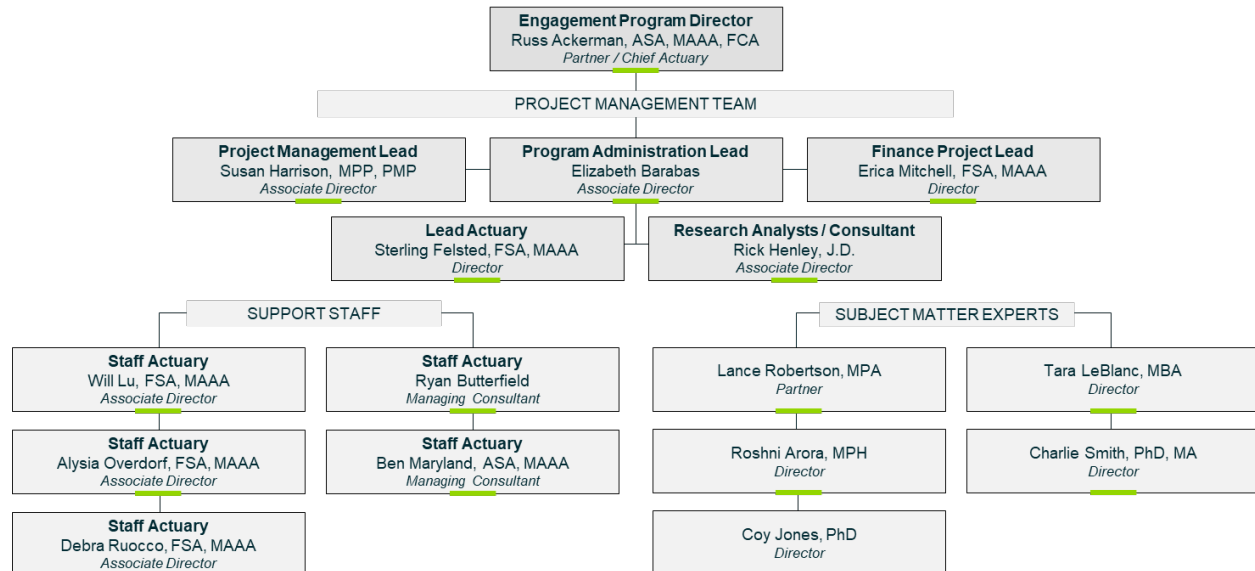 Engagement Program Director
Russ Ackerman, ASA, MAAA, FCA
Partner / Chief Actuary
PROJECT MANAGEMENT TEAM
Project Management Lead
Susan Harrison, MPP, PMP
Associate Director
Program Administration Lead
Elizabeth Barabas
Associate Director
Finance Project Lead
Erica Mitchell, FSA, MAAA
Director
Lead Actuary
Sterling Felsted, FSA, MAAA
Director
Research Analysts / Consultant
Rick Henley, J.D.
Associate Director
SUPPORT STAFF
Staff Actuary
Will Lu, FSA, MAAA
Associate Director
Staff Actuary
Alysia Overdorf, FSA, MAAA
Associate Director
Staff Actuary
Debra Ruocco, FSA, MAAA
Associate Director
Staff Actuary
Ryan Butterfield
Managing Consultant
Staff Actuary
Ben Maryland, ASA, MAAA
Managing Consultant
SUBJECT MATTER EXPERTS
Lance Robertson, MPA
Partner
Roshni Arora, MPH
Director
Coy Jones, PhD
Director
Tara LeBlanc, MBA
Director
Charlie Smith, PhD, MA
Director